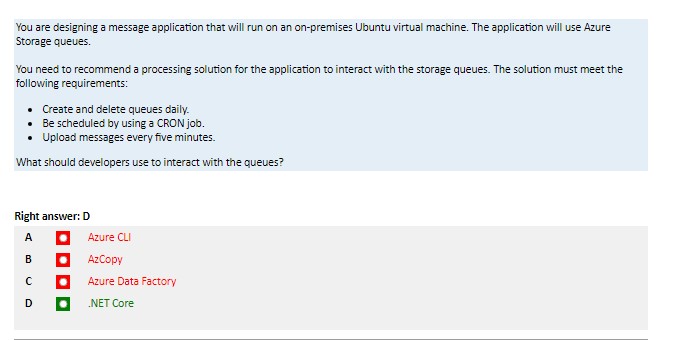 You are designing a message application that will run on an on-premises Ubuntu virtual machine. The application will use Azure
Storage queues.
You need to recommend a processing solution for the application to interact with the storage queues. The solution must meet the
following requirements:
• Create and delete queues daily.
• Be scheduled by using a CRON job.
• Upload messages every five minutes.
What should developers use to interact with the queues?
Right answer: D
A Azure CLI
B AzCopy
C Azure Data Factory
D .NET Core